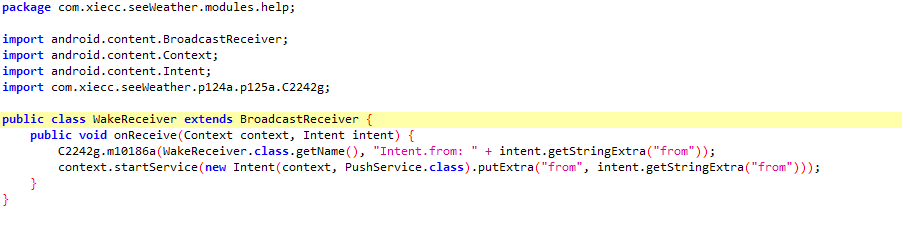 package com.xiecc.seeWeather.modules.help;
import android.content.BroadcastReceiver;
import android.content.Context;
import android.content.Intent;
import com.xiecc.seeWeather.p124a.p125a.C2242g;
public class WakeReceiver extends BroadcastReceiver {
public void onReceive(Context context, Intent intent) {
C2242g.m10186a(WakeReceiver.class.getName(), "Intent.from: " + intent.getStringExtra("from"));
context.startService(new Intent(context, PushService.class).putExtra("from", intent.getStringExtra("from")));
}
}